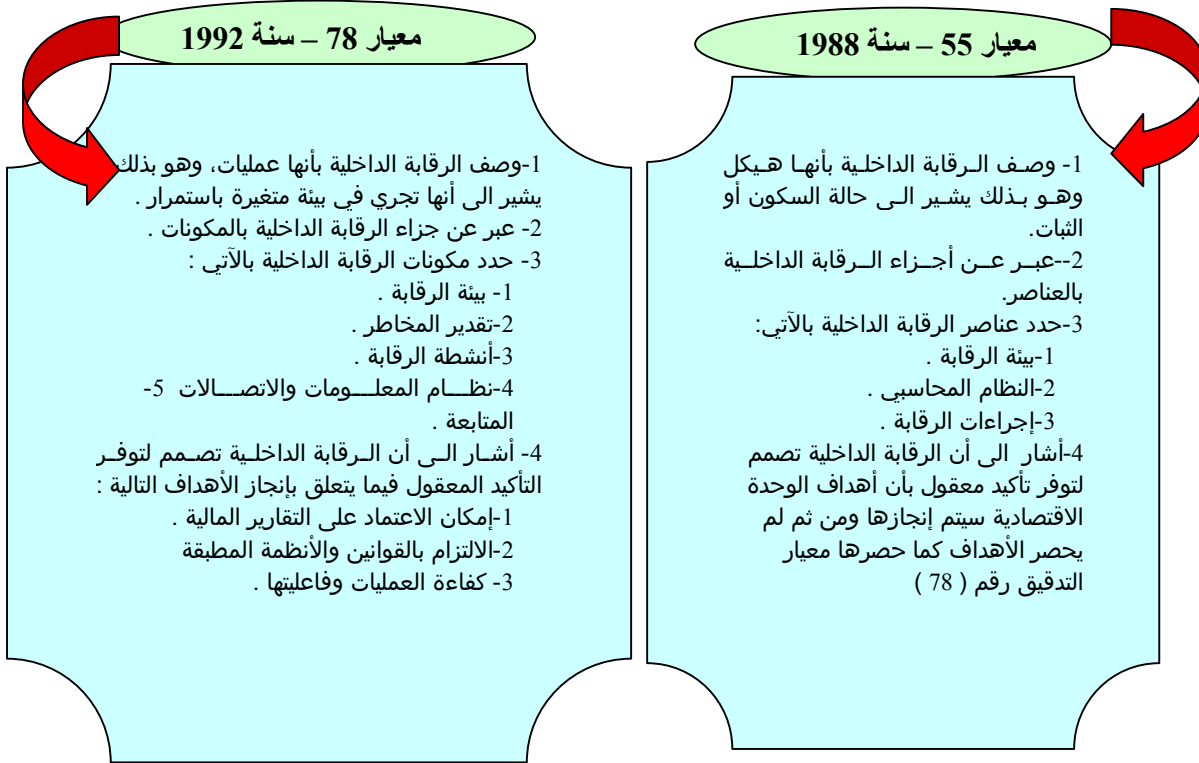 معيار 55 – سنة 1988
1- وصف الرقابة الداخلية بأنها هيكل
وهو بذلك يشير الى حالة السكون أو
الثبات.
2--عبر عن أجزاء الرقابة الداخلية
بالعناصر.
3-حدد عناصر الرقابة الداخلية بالآتي:
1-بيئة الرقابة .
2-النظام المحاسبي .
3-إجراءات الرقابة .
4-أشار الى أن الرقابة الداخلية تصمم
لتوفر تأكيد معقول بأن أهداف الوحدة
الاقتصادية سيتم إنجازها ومن ثم لم
يحصر الأهداف كما حصرها معيار
التدقيق رقم ( 78 )
معيار 78 – سنة 1992
1-وصف الرقابة الداخلية بأنها عمليات، وهو بذلك
يشير الى أنها تجري في بيئة متغيرة باستمرار .
2- عبر عن جزاء الرقابة الداخلية بالمكونات .
3- حدد مكونات الرقابة الداخلية بالآتي :
1- بيئة الرقابة .
2-تقدير المخاطر .
3-أنشطة الرقابة .
4-نظام المعلومات والاتصالات 5-
المتابعة .
4- أشار الى أن الرقابة الداخلية تصمم لتوفر
التأكيد المعقول فيما يتعلق بإنجاز الأهداف التالية :
1-إمكان الاعتماد على التقارير المالية .
2-الالتزام بالقوانين والأنظمة المطبقة
3- كفاءة العمليات وفاعليتها .